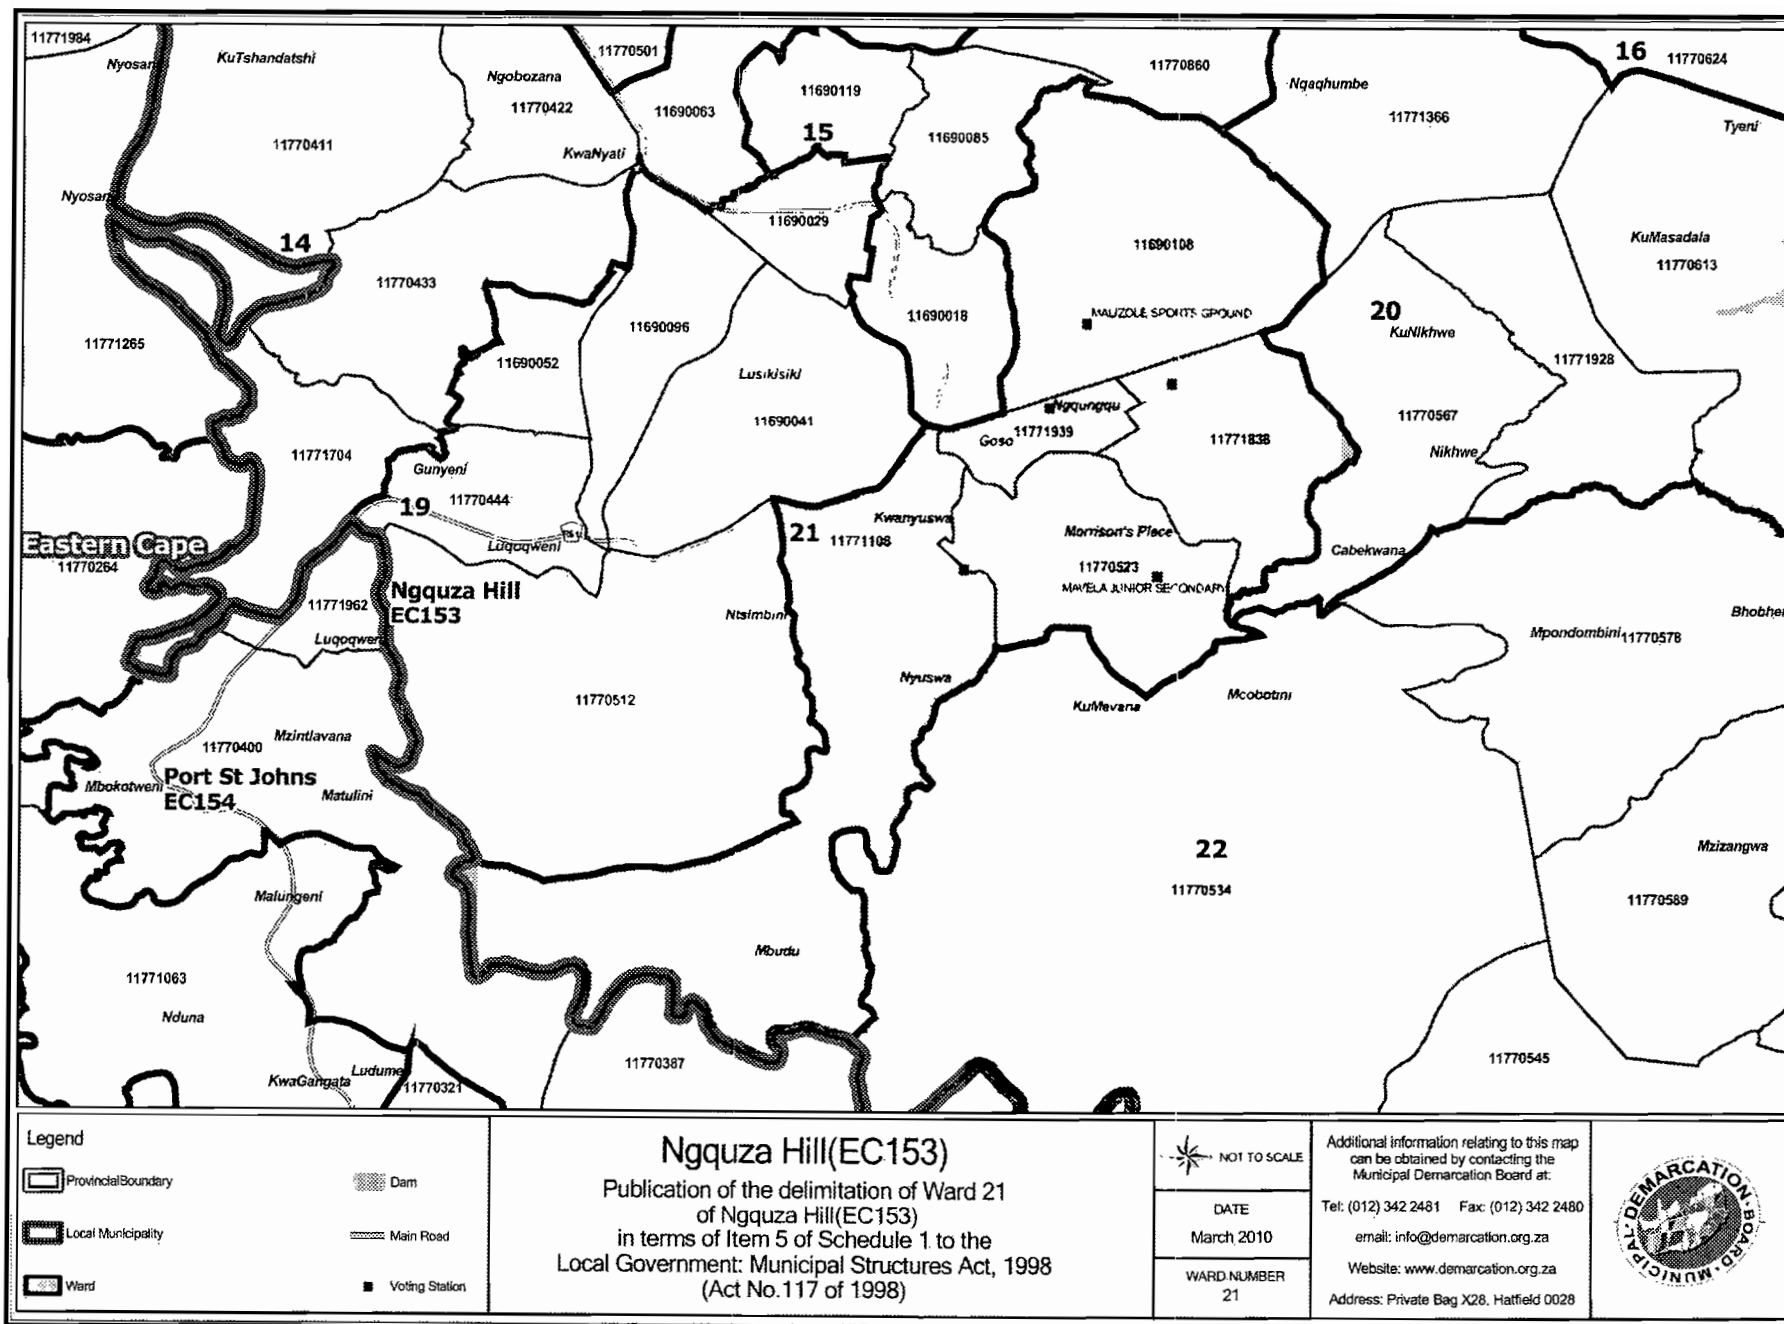 11771984
Nyosan
KuTshandatshi
Ngobozana
11770422
11770501
11690063
11690119
15
11690085
11770860
Nqaqhumbe
11771366
16
11770624
Tyeni
11770411
KwaNyati
Nyosan
14
11770433
11690029
11690108
KuMasadala
11770613
11771265
11690052
11690096
11690018
MAUZOLE SPORTS GROUND
20
KuNikhwe
11771928
Lusikisiki
11690041
Ngqungqu
Goso
11771939
11771838
11770567
Nikhwe
11771704
Gunyeni
11770444
19
Luqoqweni
21
11771108
Kwanyuswa
Morrison's Place
11770523
MAVELA JUNIOR SECONDARY
Cabekwana
Eastern Cape
11770264
Ngquza Hill
EC153
11771962
Luqoqweni
Ntsimbini
Bhobhe
Mpondombini
11770578
11770512
Nyuswa
KuMevana
Mcobotini
Mzintlavana
11770400
Port St Johns
EC154
Mbokotweni
Matulini
22
11770534
Mzizangwa
11770589
Malungeni
Mbudu
11771063
Nduna
11770387
11770545
KwaGangata
Ludume
11770321
Legend
ProvincialBoundary
Local Municipality
Ward
Dam
Main Road
Voting Station
Ngquza Hill(EC153)
Publication of the delimitation of Ward 21
of Ngquza Hill(EC153)
in terms of Item 5 of Schedule 1 to the
Local Government: Municipal Structures Act, 1998
(Act No.117 of 1998)
NOT TO SCALE
DATE
March 2010
WARD NUMBER
21
Additional information relating to this map
can be obtained by contacting the
Municipal Demarcation Board at:
Tel: (012) 342 2481 Fax: (012) 342 2480
email: info@demarcation.org.za
Website: www.demarcation.org.za
Address: Private Bag X28, Hatfield 0028
MUNICIPAL DEMARCATION BOARD